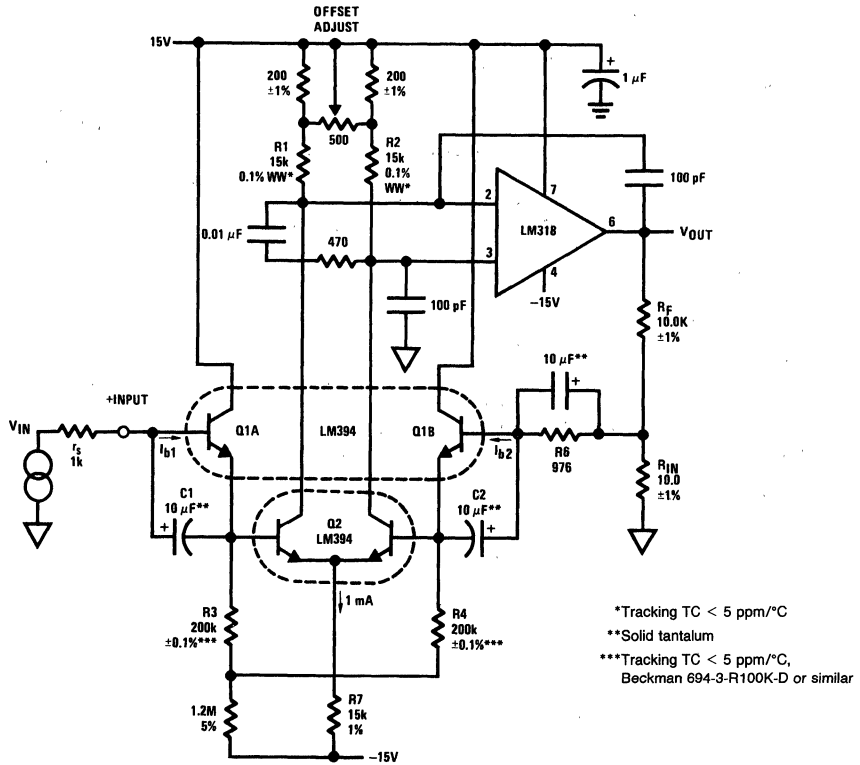 OFFSET
ADJUST
15V
200
±1%
200
±1%
+
1 μF
500
R1
15k
0.1% WW*
R2
15k
0.1%
WW*
100 pF
2
7
LM318
6
VOUT
3
4
-15V
0.01 μF
470
100 pF
RF
10.0K
±1%
10 μF**
+
+INPUT
VIN
rs
1k
Ib1
Q1A
LM394
Q1B
Ib2
R6
976
RIN
10.0
±1%
C1
10 μF**
+
Q2
LM394
C2
10 μF**
+
1 mA
R3
200k
±0.1%***
R4
200k
±0.1%***
1.2M
5%
R7
15k
1%
-15V
*Tracking TC < 5 ppm/°C
**Solid tantalum
***Tracking TC < 5 ppm/°C,
Beckman 694-3-R100K-D or similar